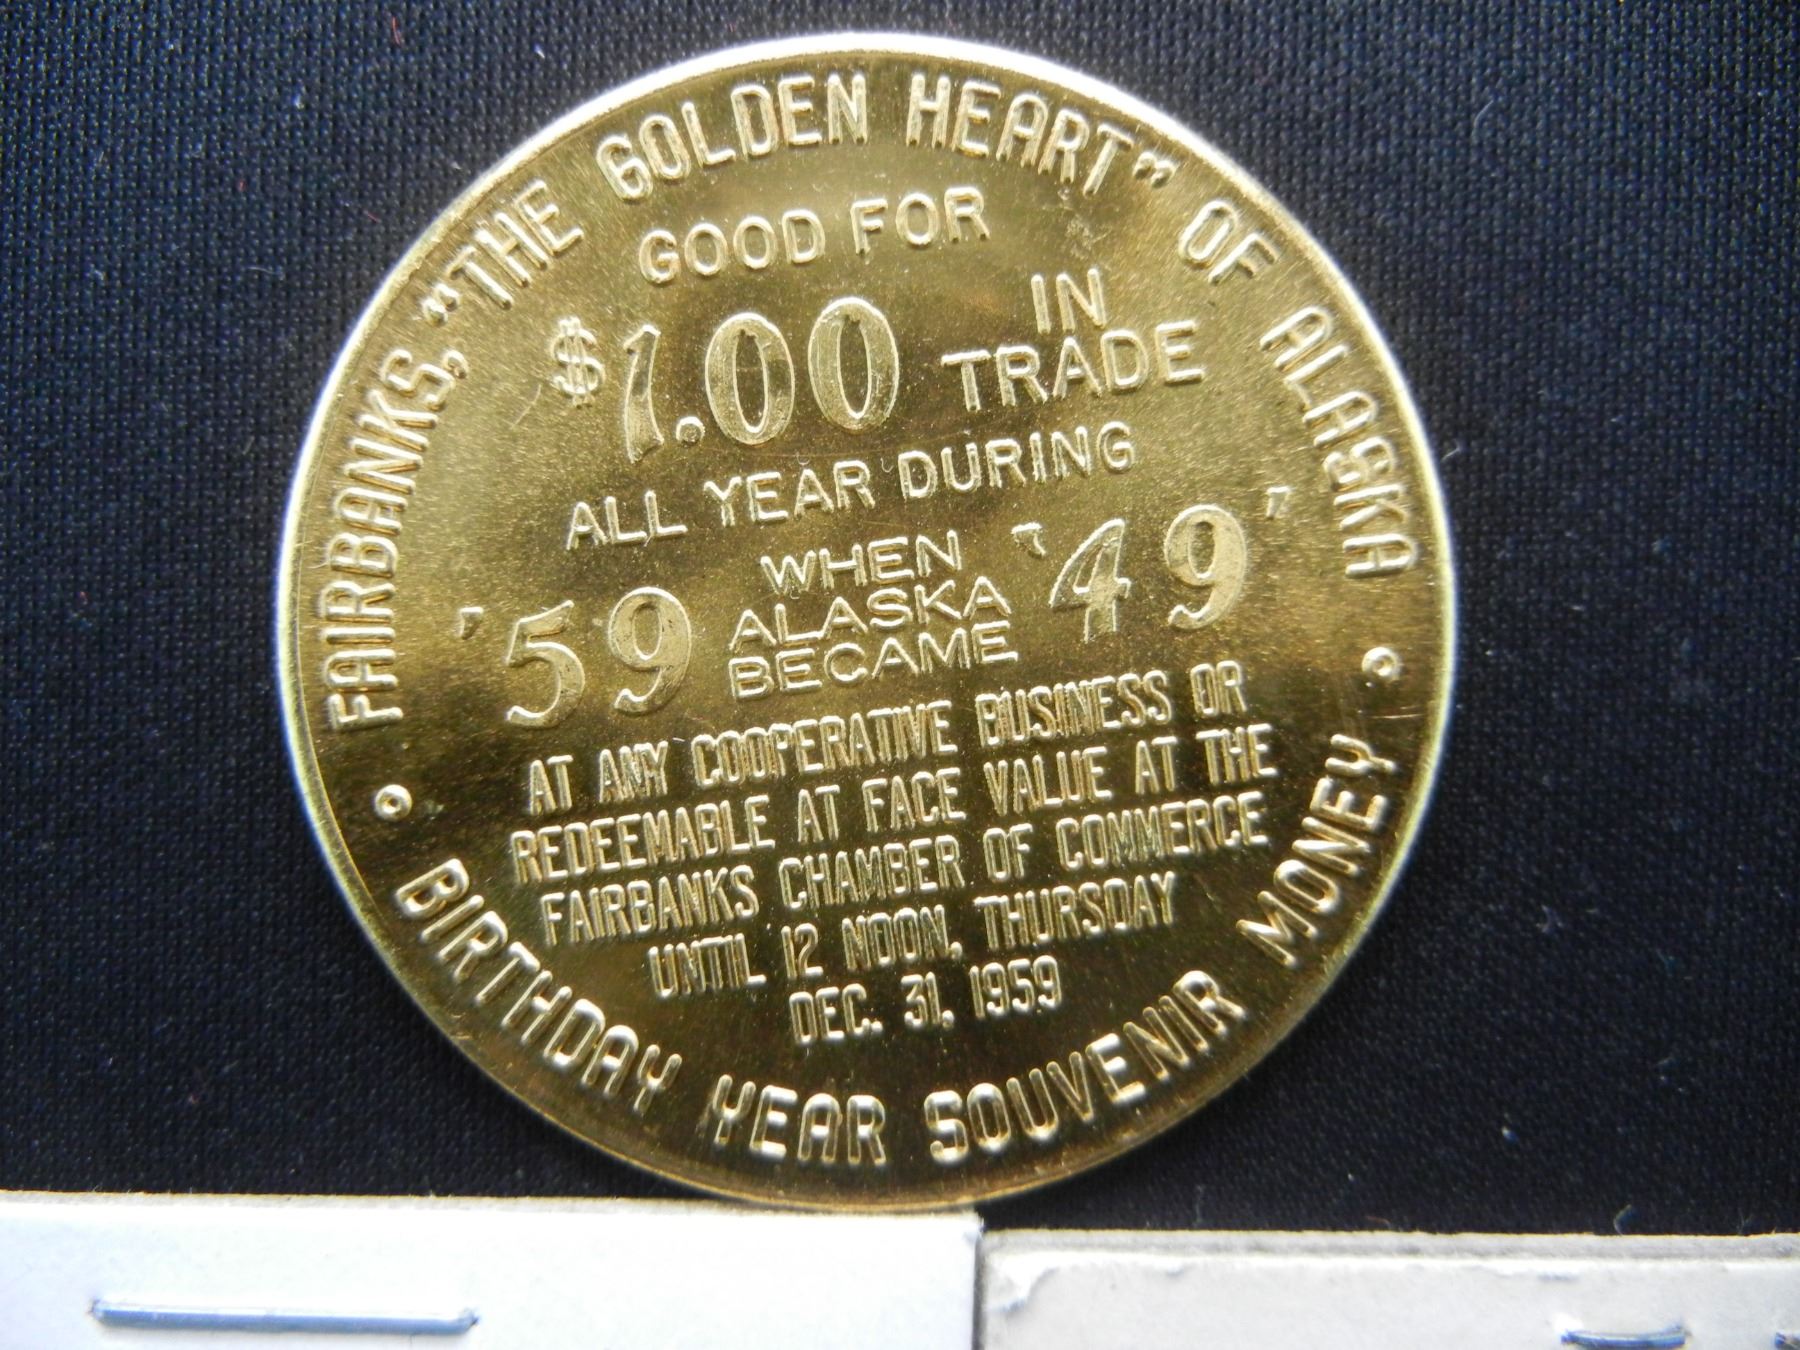 FAIRBANKS, "THE GOLDEN HEART" OF ALASKA
GOOD FOR
$1.00 IN TRADE
ALL YEAR DURING
'59 WHEN ALASKA BECAME '49'
AT ANY COOPERATIVE BUSINESS OR
REDEEMABLE AT FACE VALUE AT THE
FAIRBANKS CHAMBER OF COMMERCE
UNTIL 12 NOON, THURSDAY
DEC. 31, 1959
BIRTHDAY YEAR SOUVENIR MONEY